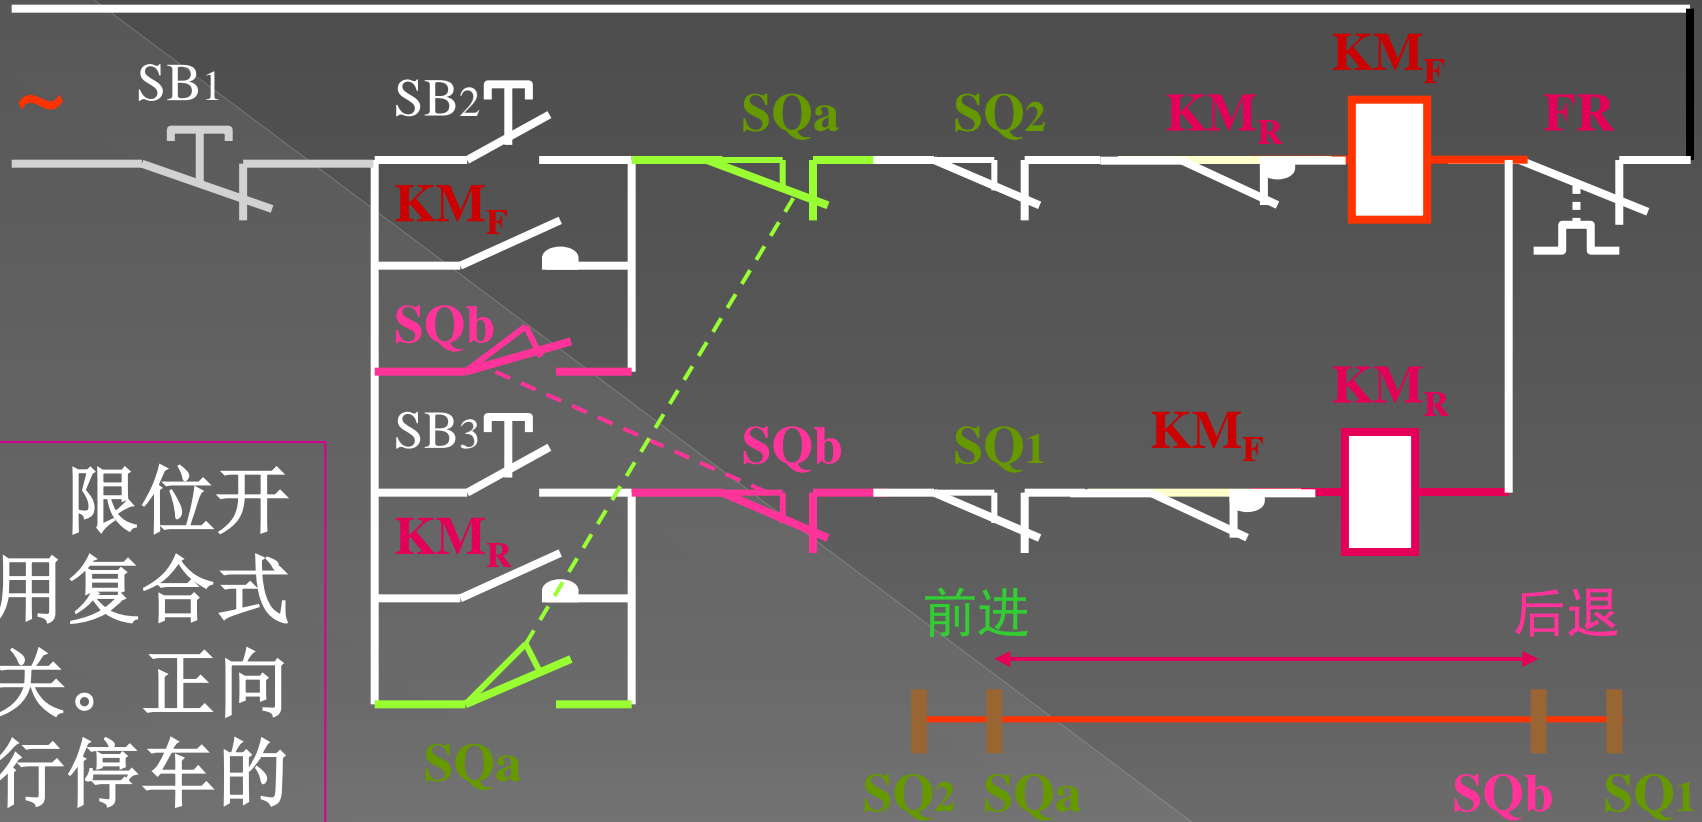 KMF
~
SB1
SB2
SQa
SQ2
KMR
FR
KMF
SQb
KMR
SB3
SQb
SQ1
KMF
限位开
用复合式
关。正向
行停车的
KMR
前进
后退
SQa
SQ2
SQa
SQb
SQ1